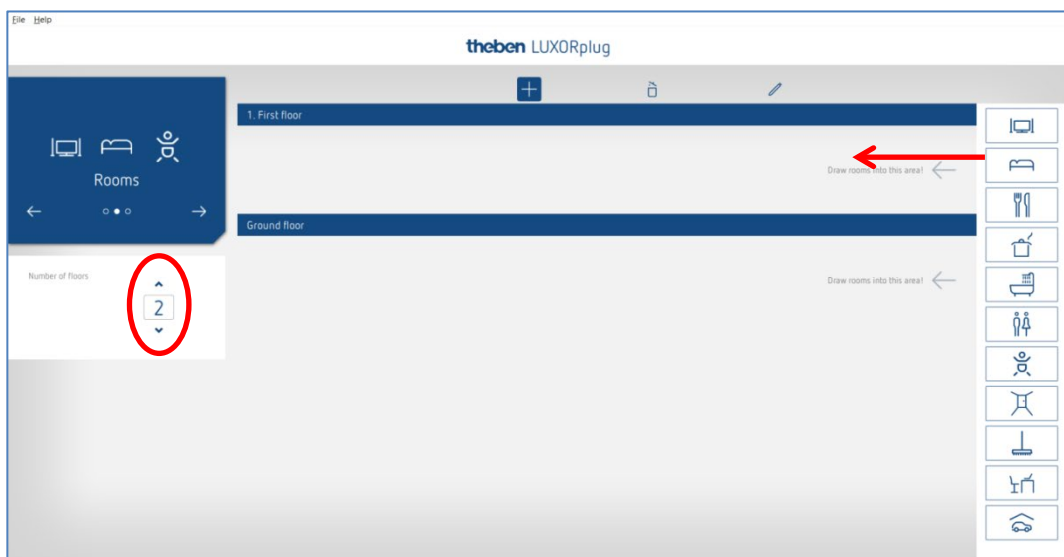 File Help
theben LUXORplug
Rooms
1. First floor
Draw rooms into this area!
Ground floor
Number of floors
2
Draw rooms into this area!